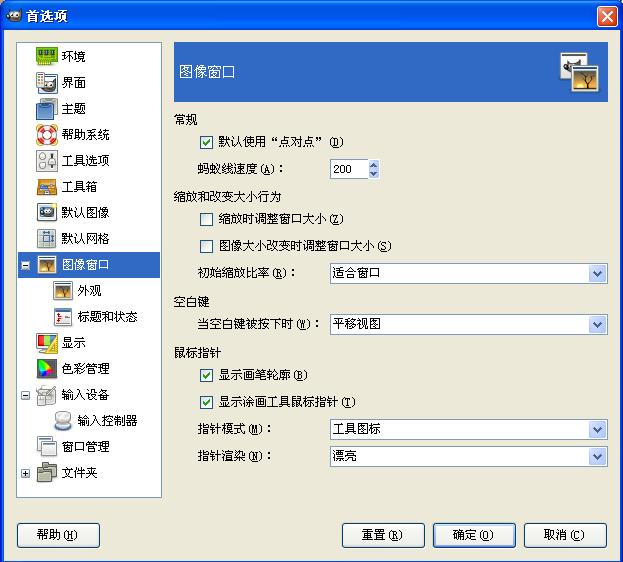 首选项
环境
界面
主题
帮助系统
工具选项
工具箱
默认图像
默认网格
图像窗口
外观
标题和状态
显示
色彩管理
输入设备
输入控制器
窗口管理
文件夹
图像窗口
常规
默认使用“点对点”(D)
蚂蚁线速度(A)： 200
缩放和改变大小行为
缩放时调整窗口大小(Z)
图像大小改变时调整窗口大小(S)
初始缩放比率(R)： 适合窗口
空白键
当空白键被按下时(W)： 平移视图
鼠标指针
显示画笔轮廓(B)
显示涂画工具鼠标指针(T)
指针模式(M)： 工具图标
指针渲染(N)： 漂亮
帮助(H) 重置(R) 确定(O) 取消(C)